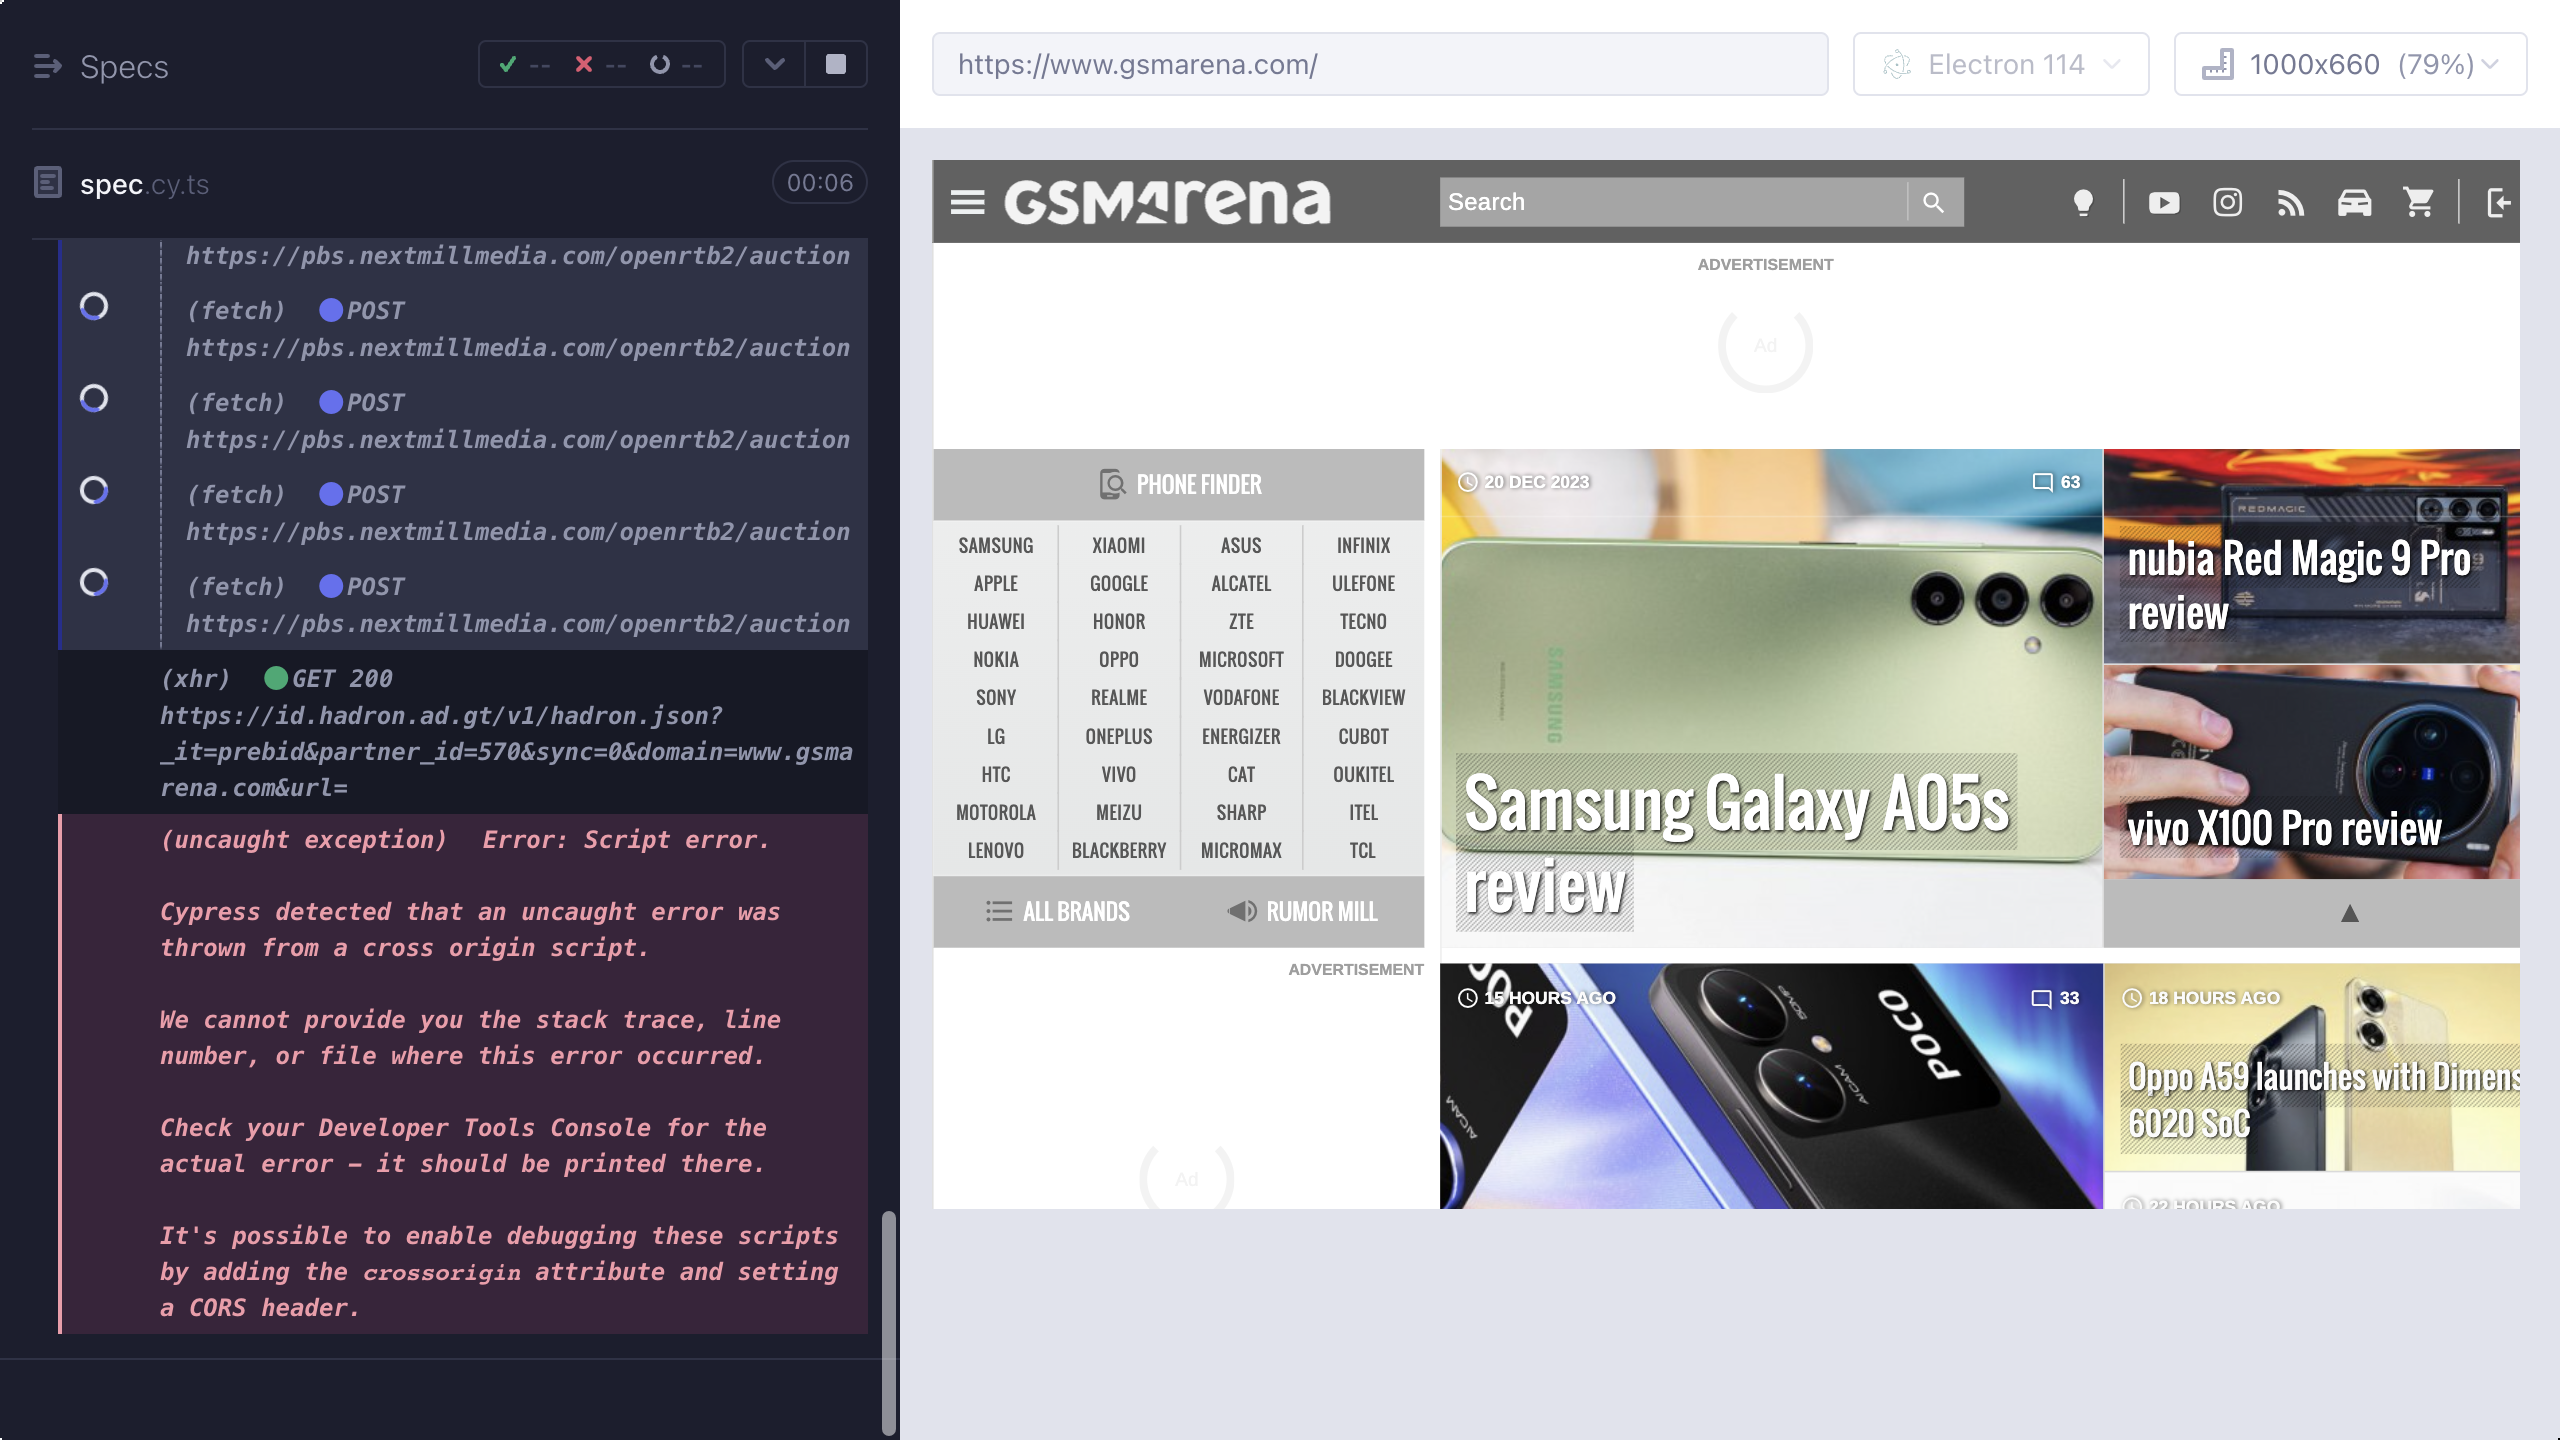 Specs
-- -- --
spec.cy.ts
00:06
https://pbs.nextmillmedia.com/openrtb2/auction
(fetch) POST
https://pbs.nextmillmedia.com/openrtb2/auction
(fetch) POST
https://pbs.nextmillmedia.com/openrtb2/auction
(fetch) POST
https://pbs.nextmillmedia.com/openrtb2/auction
(fetch) POST
https://pbs.nextmillmedia.com/openrtb2/auction
(xhr) GET 200
https://id.hadron.ad.gt/v1/hadron.json?
_it=prebid&partner_id=570&sync=0&domain=www.gsma
rena.com&url=
(uncaught exception) Error: Script error.
Cypress detected that an uncaught error was
thrown from a cross origin script.
We cannot provide you the stack trace, line
number, or file where this error occurred.
Check your Developer Tools Console for the
actual error - it should be printed there.
It's possible to enable debugging these scripts
by adding the crossorigin attribute and setting
a CORS header.
https://www.gsmarena.com/
Electron 114
1000x660 (79%)
GSMArena
Search
ADVERTISEMENT
Ad
PHONE FINDER
SAMSUNG XIAOMI ASUS INFINIX
APPLE GOOGLE ALCATEL ULEFONE
HUAWEI HONOR ZTE TECNO
NOKIA OPPO MICROSOFT DOOGEE
SONY REALME VODAFONE BLACKVIEW
LG ONEPLUS ENERGIZER CUBOT
HTC VIVO CAT OUKITEL
MOTOROLA MEIZU SHARP ITEL
LENOVO BLACKBERRY MICROMAX TCL
ALL BRANDS RUMOR MILL
ADVERTISEMENT
Ad
20 DEC 2023
63
SAMSUNG
Samsung Galaxy A05s
review
REDMAGIC
nubia Red Magic 9 Pro
review
vivo X100 Pro review
▲
15 HOURS AGO
33
POCO
POCO
50MP
AICAM
AICAM
AICAM
18 HOURS AGO
Oppo A59 launches with Dimens
6020 SoC
22 HOURS AGO